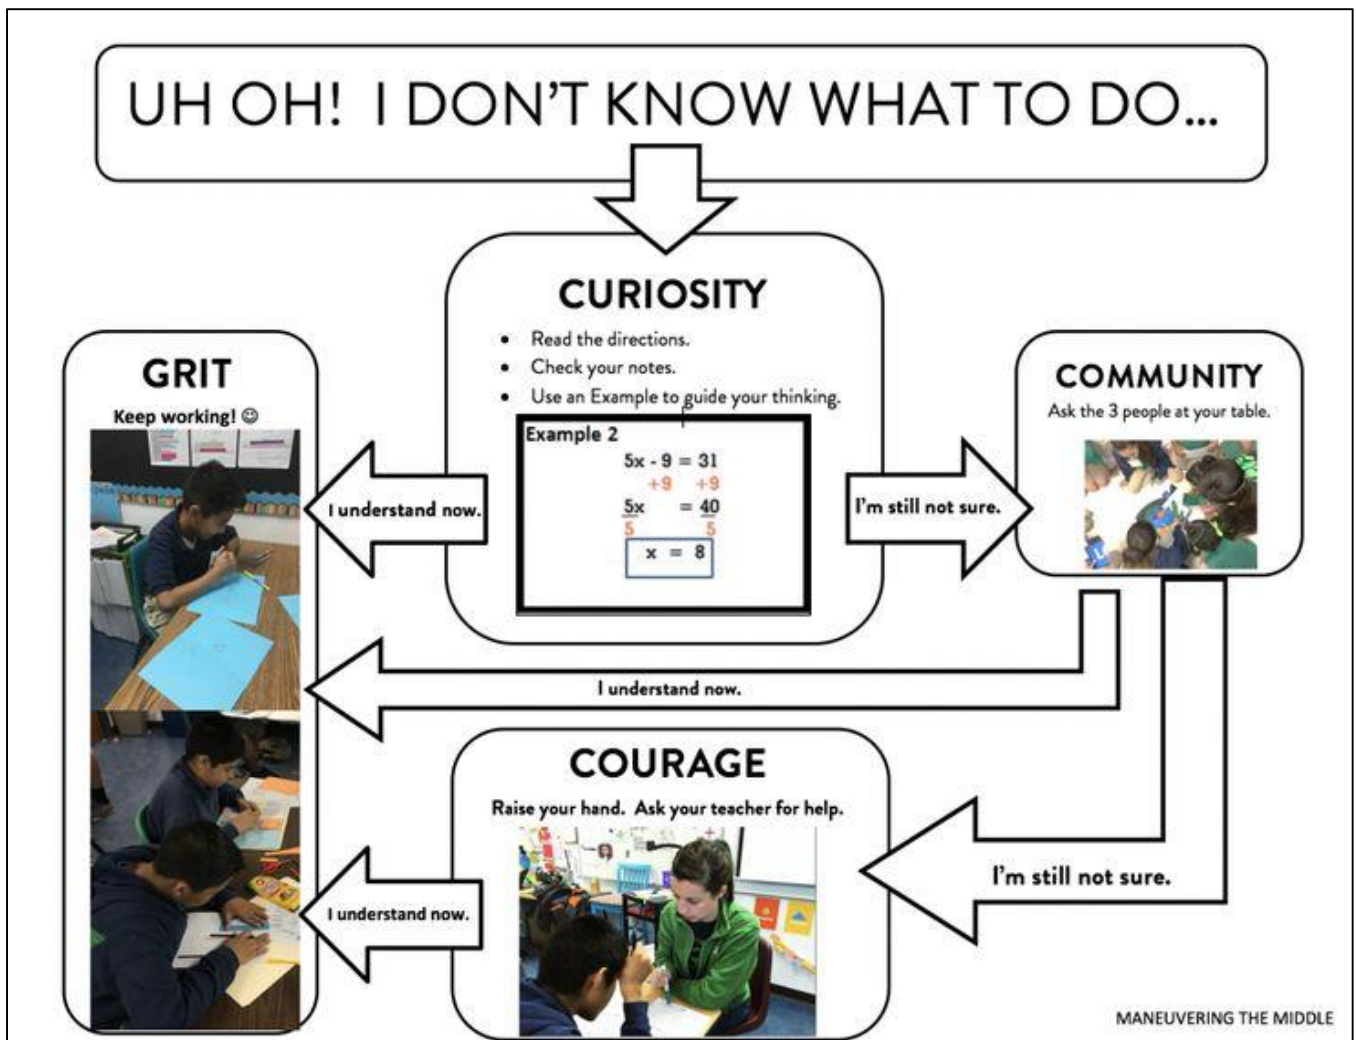 UH OH! I DON'T KNOW WHAT TO DO...
CURIOSITY
• Read the directions.
• Check your notes.
• Use an Example to guide your thinking.
Example 2
5x - 9 = 31
+9 +9
5x = 40
5 5
x = 8
GRIT
Keep working! ☺
I understand now.
I'm still not sure.
COMMUNITY
Ask the 3 people at your table.
I understand now.
COURAGE
Raise your hand. Ask your teacher for help.
I understand now.
I'm still not sure.
MANEUVERING THE MIDDLE